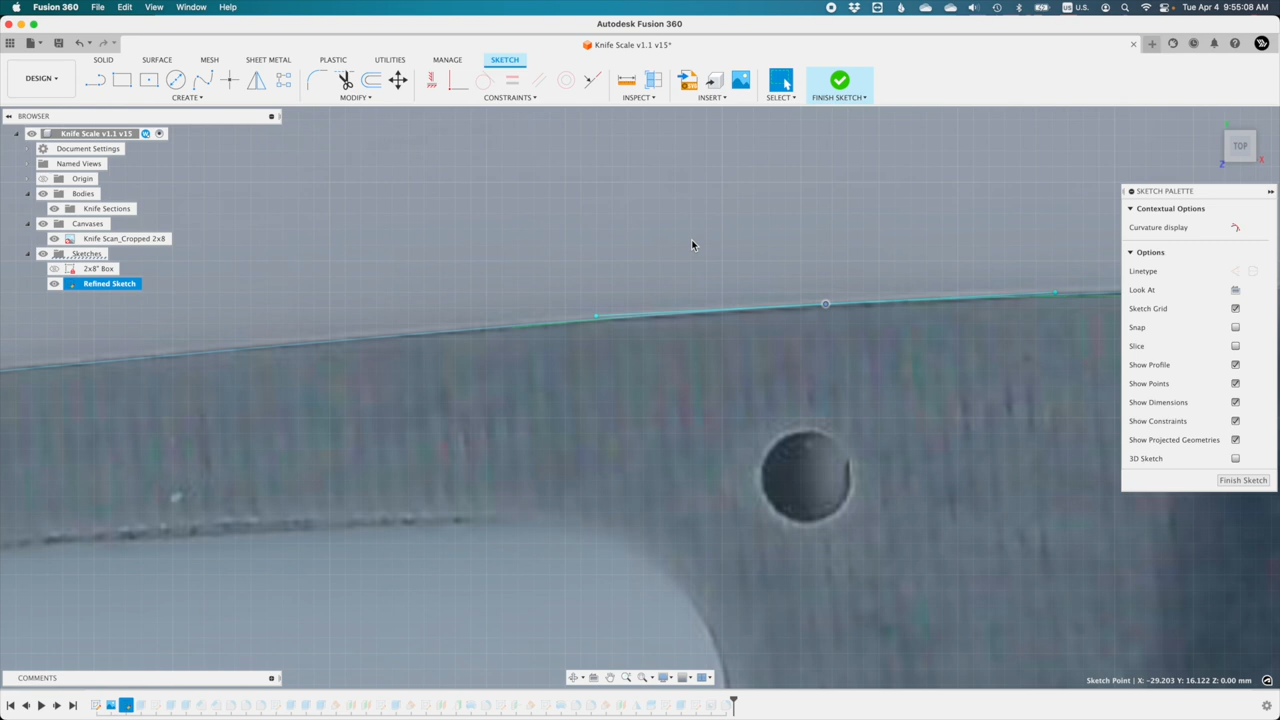 Fusion 360 File Edit View Window Help U.S. Tue Apr 4 9:55:08 AM
Autodesk Fusion 360
Knife Scale v1.1 v15*
SOLID SURFACE MESH SHEET METAL PLASTIC UTILITIES MANAGE SKETCH
DESIGN
CREATE MODIFY CONSTRAINTS INSPECT INSERT SELECT FINISH SKETCH
BROWSER
Knife Scale v1.1 v15
Document Settings
Named Views
Origin
Bodies
Knife Sections
Canvases
Knife Scan_Cropped 2x8
Sketches
2x8" Box
Refined Sketch
TOP
X
Z
SKETCH PALETTE
Contextual Options
Curvature display
Options
Linetype
Look At
Sketch Grid
Snap
Slice
Show Profile
Show Points
Show Dimensions
Show Constraints
Show Projected Geometries
3D Sketch
Finish Sketch
COMMENTS
Sketch Point | X: -29.203 Y: 16.122 Z: 0.00 mm